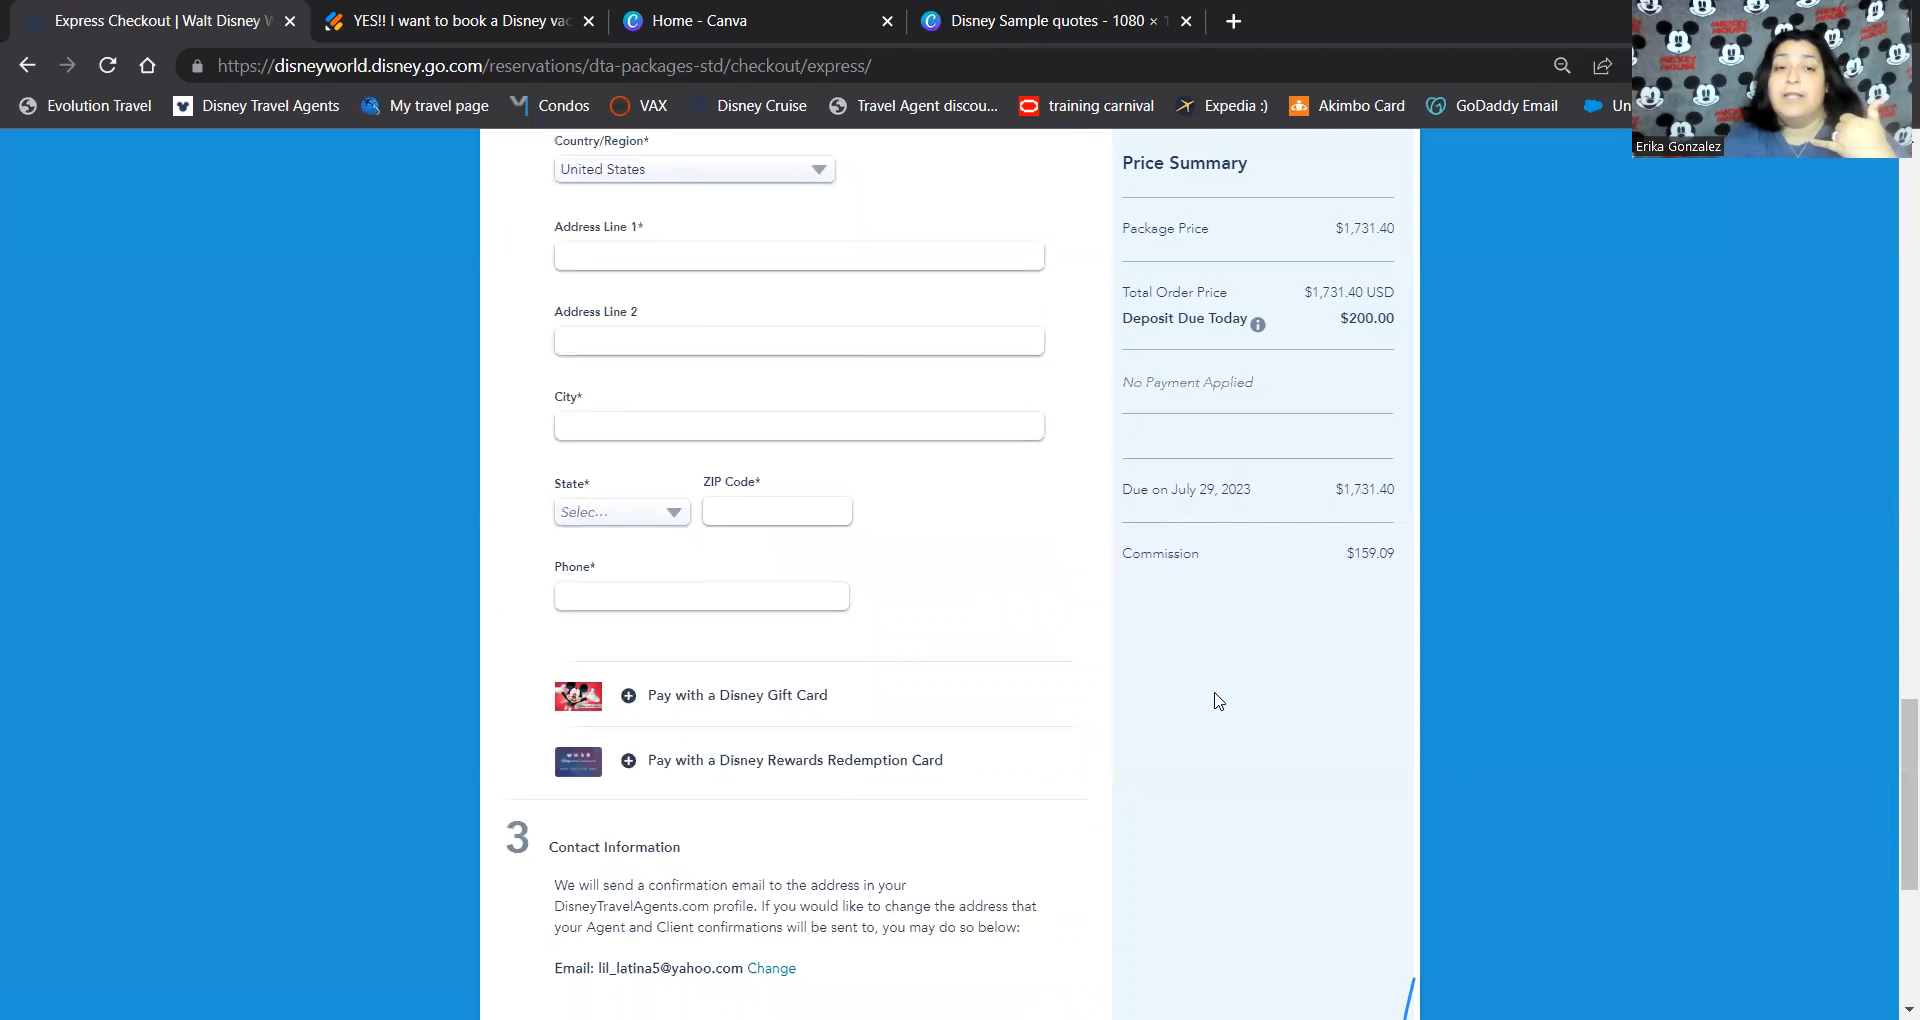 Express Checkout | Walt Disney W
YES!! I want to book a Disney vac
Home - Canva
Disney Sample quotes - 1080 × 1
https://disneyworld.disney.go.com/reservations/dta-packages-std/checkout/express/
Evolution Travel
Disney Travel Agents
My travel page
Condos
VAX
Disney Cruise
Travel Agent discou...
training carnival
Expedia :)
Akimbo Card
GoDaddy Email
Un
Erika Gonzalez
Country/Region*
United States
Address Line 1*
Address Line 2
City*
State*
ZIP Code*
Selec...
Phone*
Pay with a Disney Gift Card
Pay with a Disney Rewards Redemption Card
3
Contact Information
We will send a confirmation email to the address in your
DisneyTravelAgents.com profile. If you would like to change the address that
your Agent and Client confirmations will be sent to, you may do so below:
Email: lil_latina5@yahoo.com Change
Price Summary
Package Price $1,731.40
Total Order Price $1,731.40 USD
Deposit Due Today $200.00
No Payment Applied
Due on July 29, 2023 $1,731.40
Commission $159.09